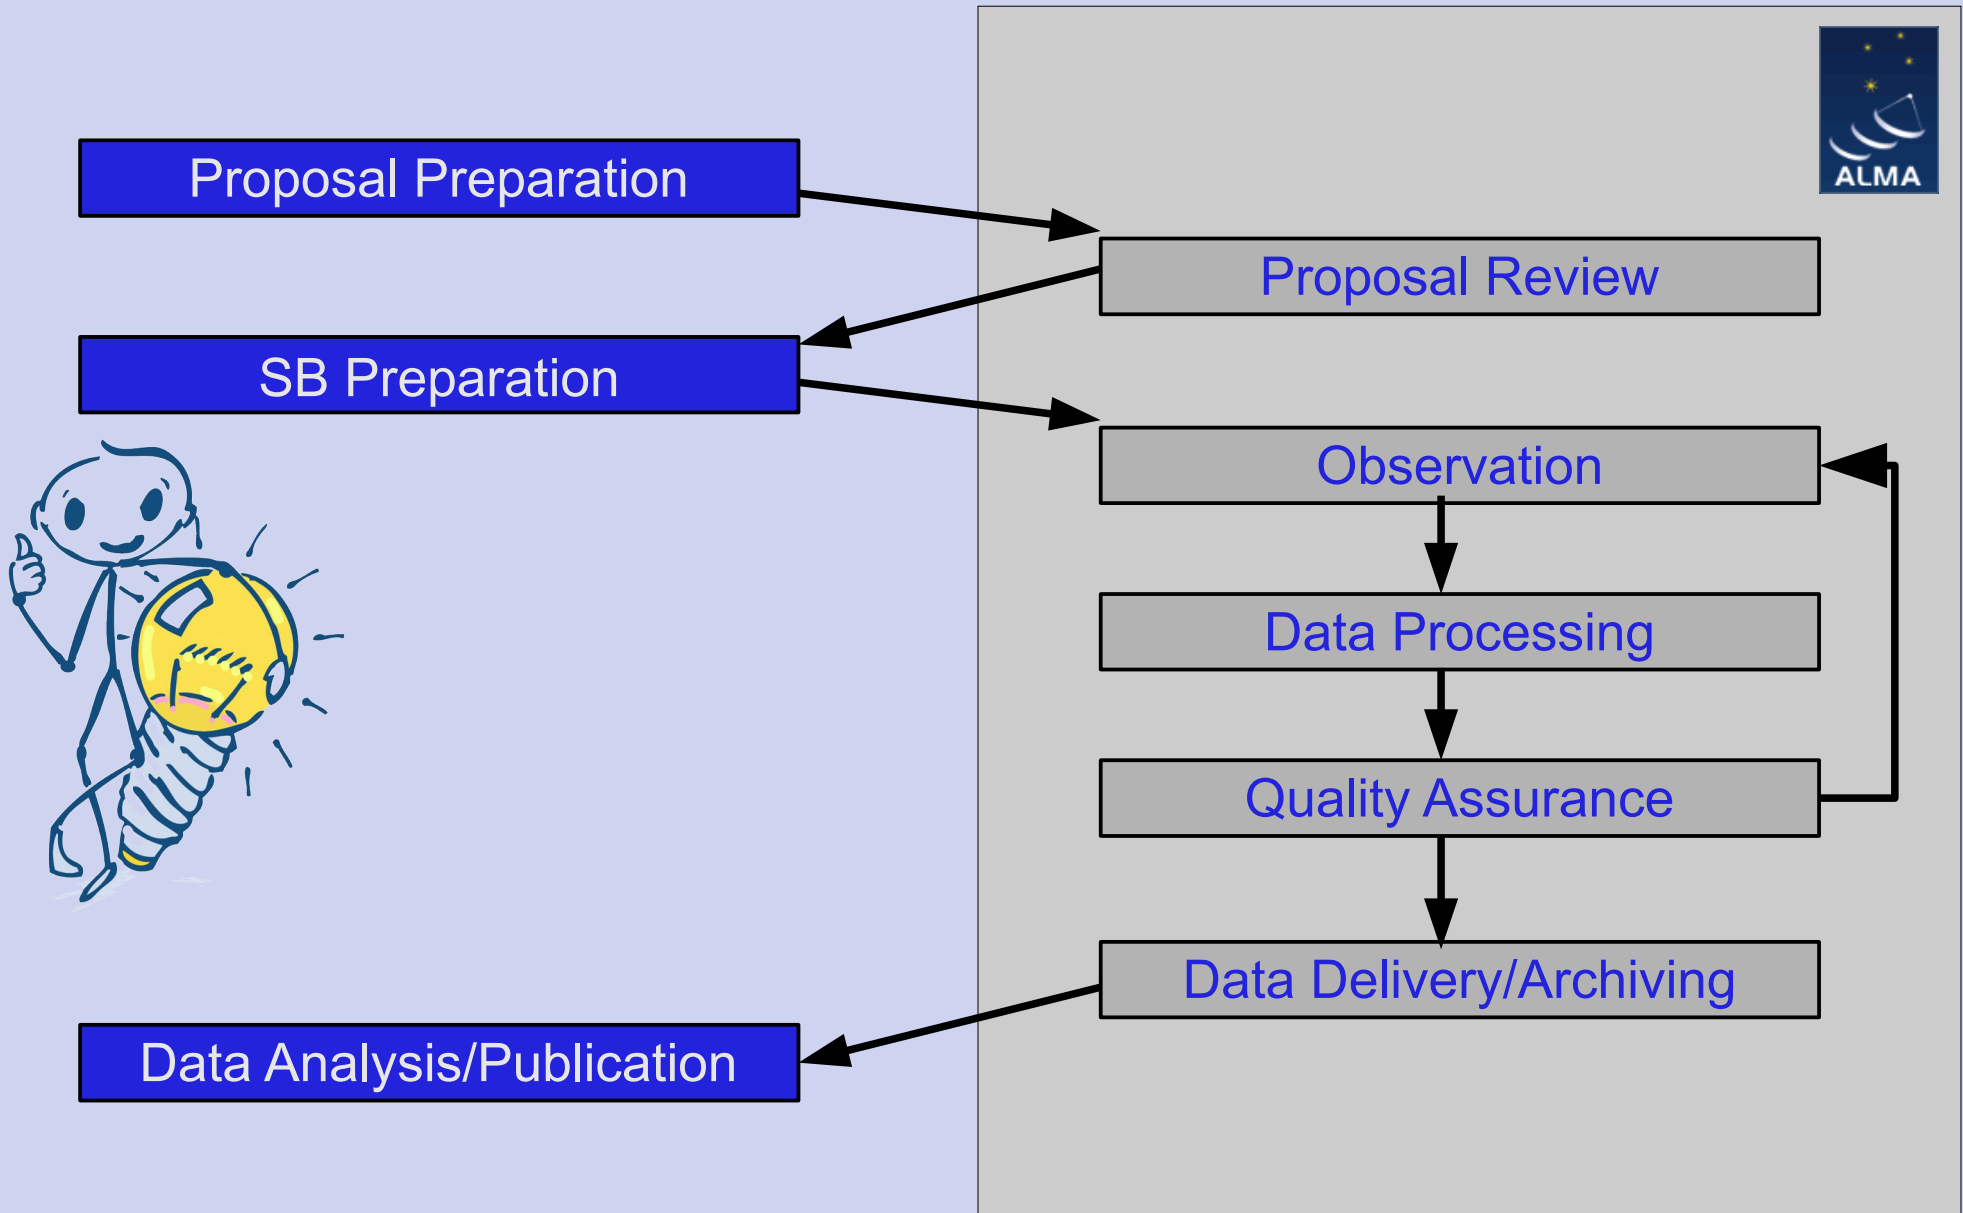 ALMA
Proposal Preparation
Proposal Review
SB Preparation
Observation
Data Processing
Quality Assurance
Data Delivery/Archiving
Data Analysis/Publication